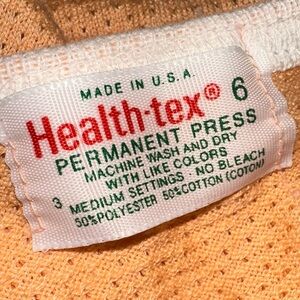 MADE IN U.S.A.
Health-tex® 6
PERMANENT PRESS
MACHINE WASH AND DRY
WITH LIKE COLORS
3 MEDIUM SETTINGS. NO BLEACH
50%POLYESTER 50%COTTON (COTON)